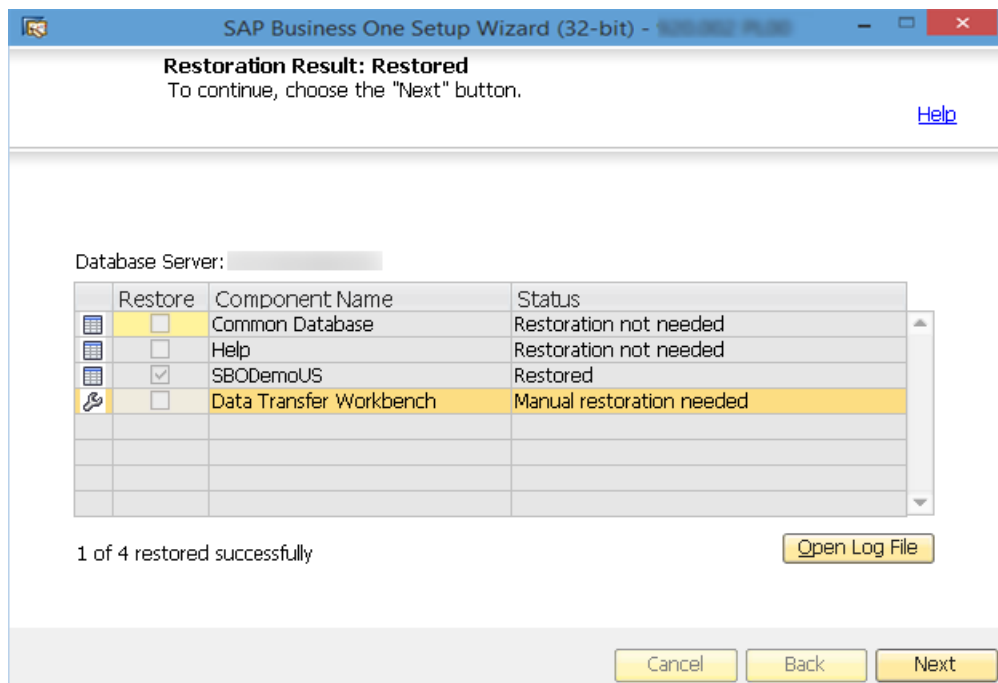 SAP Business One Setup Wizard (32-bit) -
Restoration Result: Restored
To continue, choose the "Next" button.
Help
Database Server:
Restore Component Name Status
Common Database Restoration not needed
Help Restoration not needed
SBODemoUS Restored
Data Transfer Workbench Manual restoration needed
1 of 4 restored successfully
Open Log File
Cancel Back Next